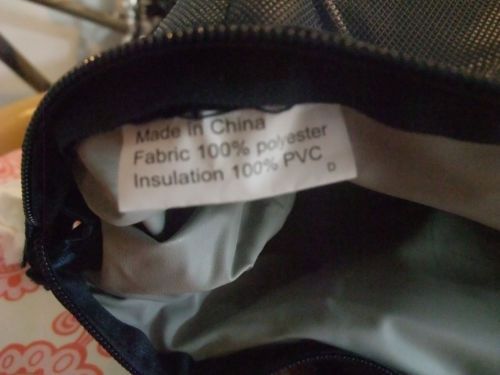 Made in China
Fabric 100% polyester
Insulation 100% PVC
D